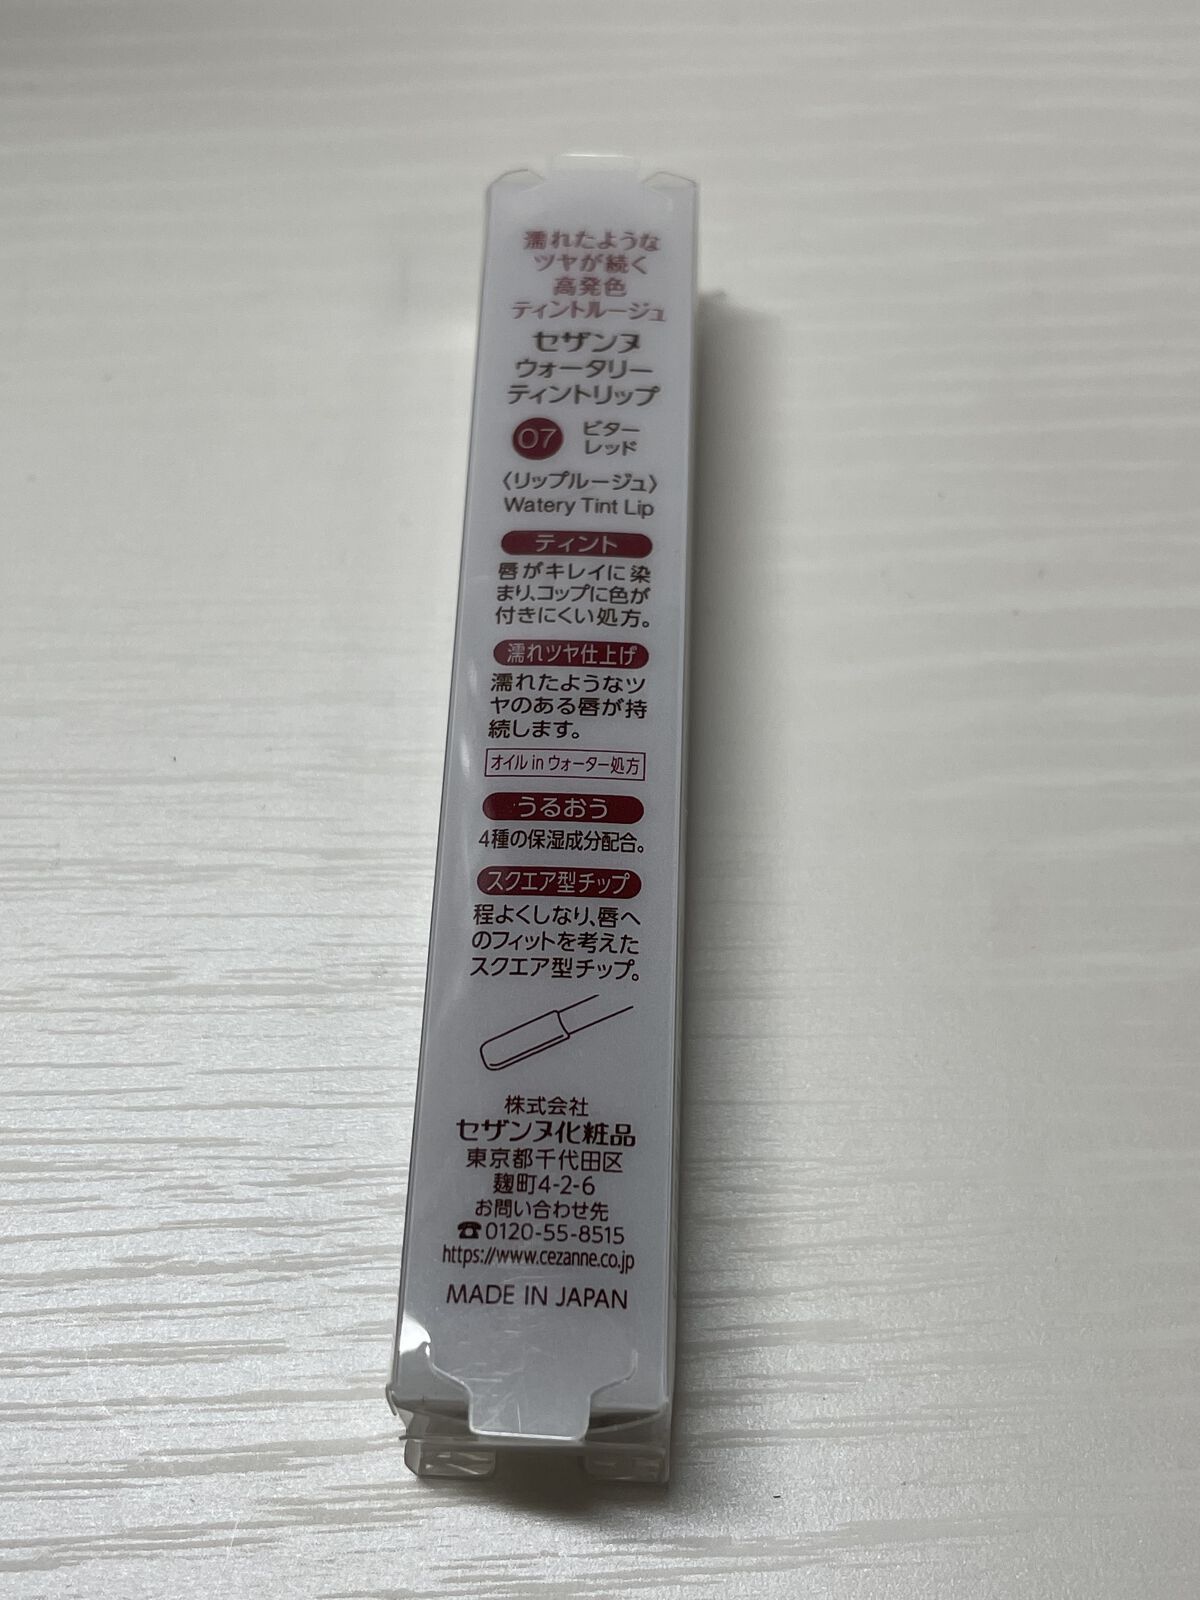 濡れたような
ツヤが続く
高発色
ティントルージュ
セザンヌ
ウォータリー
ティントリップ
07 ビター
レッド
〈リップルージュ〉
Watery Tint Lip
ティント
唇がキレイに染
まり、コップに色が
付きにくい処方。
濡れツヤ仕上げ
濡れたようなツ
ヤのある唇が持
続します。
オイル in ウォーター処方
うるおう
4種の保湿成分配合。
スクエア型チップ
程よくしなり、唇へ
のフィットを考えた
スクエア型チップ。
株式会社
セザンヌ化粧品
東京都千代田区
麹町4-2-6
お問い合わせ先
☎0120-55-8515
https://www.cezanne.co.jp
MADE IN JAPAN